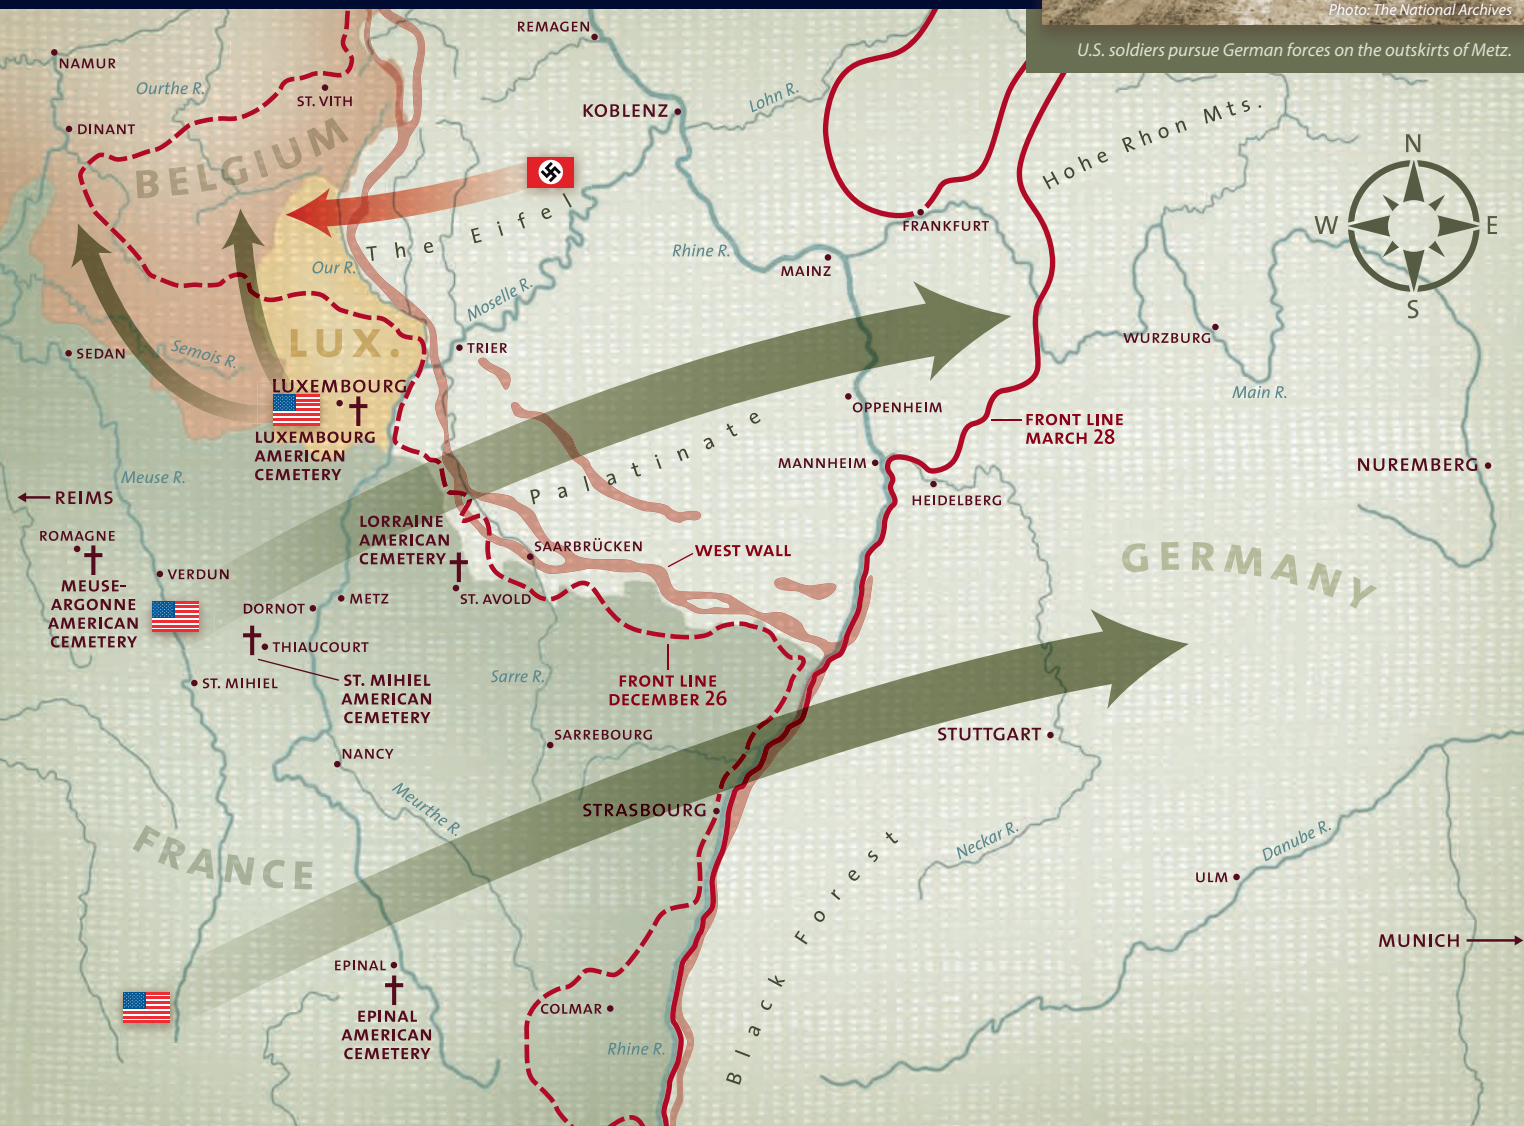 Photo: The National Archives
U.S. soldiers pursue German forces on the outskirts of Metz.
REMAGEN
NAMUR
Ourthe R.
ST. VITH
KOBLENZ
Lohn R.
Hohe Rhon Mts.
DINANT
BELGIUM
N
W
E
S
The Eifel
FRANKFURT
Our R.
Rhine R.
MAINZ
Moselle R.
LUX.
TRIER
WURZBURG
SEDAN
Semois R.
Main R.
LUXEMBOURG
OPPENHEIM
FRONT LINE
MARCH 28
LUXEMBOURG
AMERICAN
CEMETERY
Palatinate
MANNHEIM
NUREMBERG
Meuse R.
REIMS
HEIDELBERG
LORRAINE
AMERICAN
CEMETERY
ROMAGNE
SAARBRÜCKEN
WEST WALL
GERMANY
MEUSE-
ARGONNE
AMERICAN
CEMETERY
VERDUN
DORNOT
METZ
ST. AVOLD
THIAUCOURT
ST. MIHIEL
ST. MIHIEL
AMERICAN
CEMETERY
Sarre R.
FRONT LINE
DECEMBER 26
SARREBOURG
STUTTGART
NANCY
Meurthe R.
STRASBOURG
FRANCE
Black Forest
Neckar R.
Danube R.
ULM
MUNICH
EPINAL
COLMAR
EPINAL
AMERICAN
CEMETERY
Rhine R.